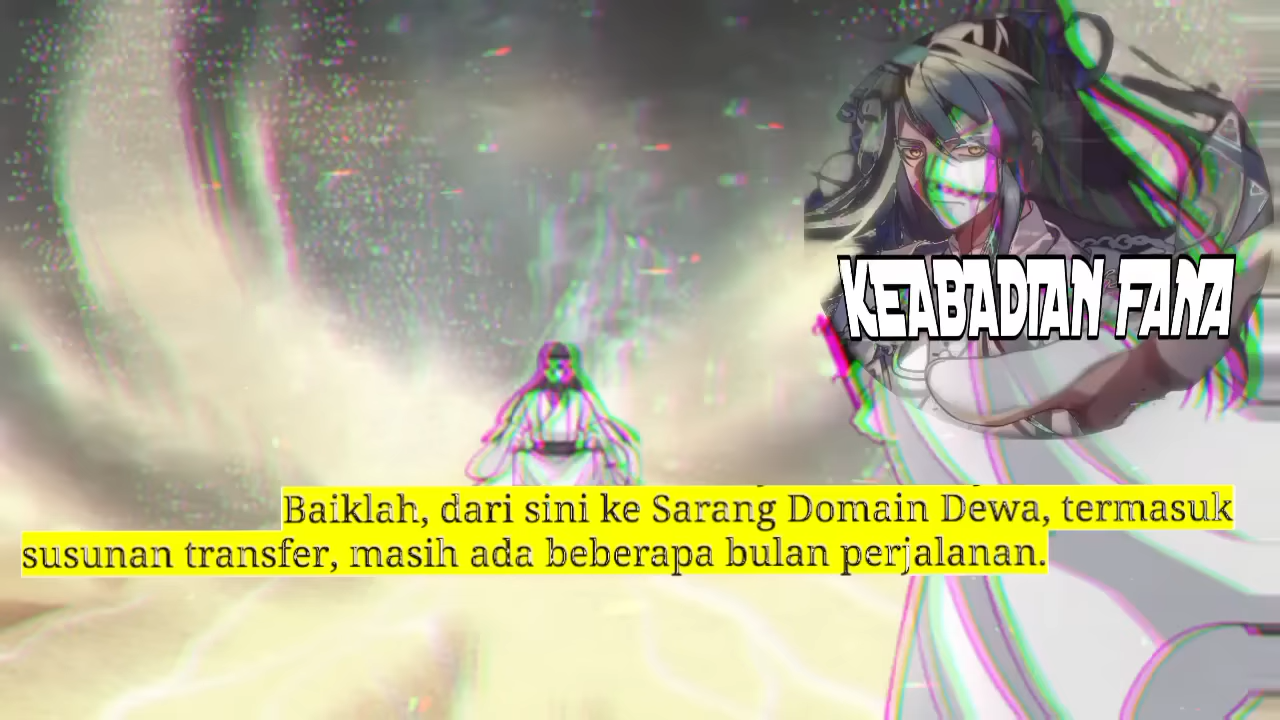 KEABADIAN FANA
Baiklah, dari sini ke Sarang Domain Dewa, termasuk
susunan transfer, masih ada beberapa bulan perjalanan.